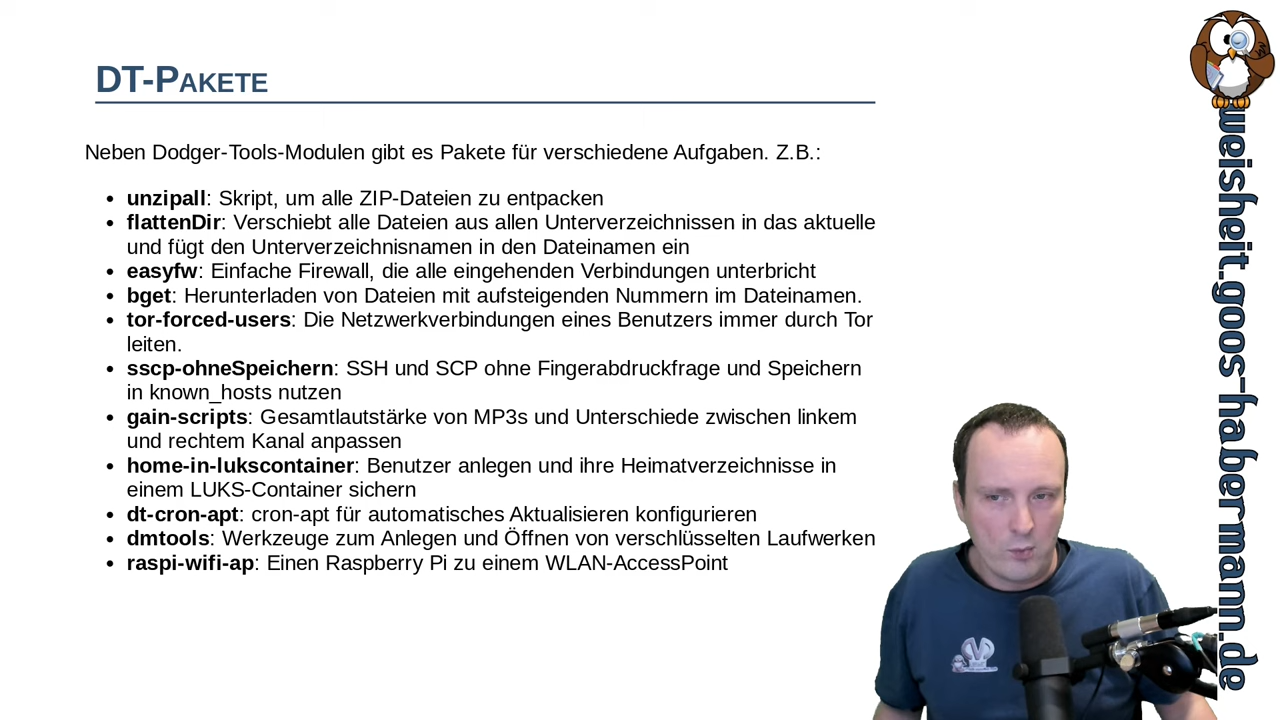 DT-Pakete
Neben Dodger-Tools-Modulen gibt es Pakete für verschiedene Aufgaben. Z.B.:
• unzipall: Skript, um alle ZIP-Dateien zu entpacken
• flattenDir: Verschiebt alle Dateien aus allen Unterverzeichnissen in das aktuelle
und fügt den Unterverzeichnisnamen in den Dateinamen ein
• easyfw: Einfache Firewall, die alle eingehenden Verbindungen unterbricht
• bget: Herunterladen von Dateien mit aufsteigenden Nummern im Dateinamen.
• tor-forced-users: Die Netzwerkverbindungen eines Benutzers immer durch Tor
leiten.
• sscp-ohneSpeichern: SSH und SCP ohne Fingerabdruckfrage und Speichern
in known_hosts nutzen
• gain-scripts: Gesamtlautstärke von MP3s und Unterschiede zwischen linkem
und rechtem Kanal anpassen
• home-in-lukscontainer: Benutzer anlegen und ihre Heimatverzeichnisse in
einem LUKS-Container sichern
• dt-cron-apt: cron-apt für automatisches Aktualisieren konfigurieren
• dmtools: Werkzeuge zum Anlegen und Öffnen von verschlüsselten Laufwerken
• raspi-wifi-ap: Einen Raspberry Pi zu einem WLAN-AccessPoint
weisheit.goos-habermann.de